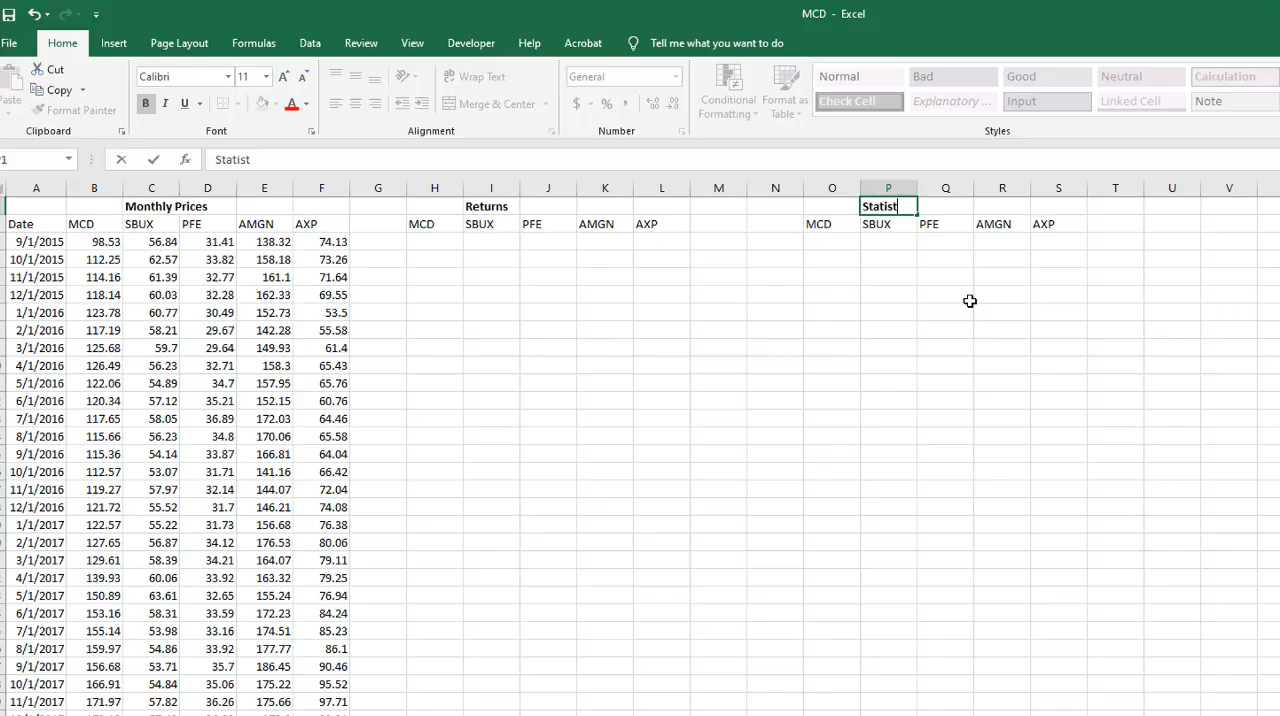 MCD - Excel
File Home Insert Page Layout Formulas Data Review View Developer Help Acrobat Tell me what you want to do
Cut
Copy
Paste
Format Painter
Clipboard
Calibri 11 A A
B I U A
Font
Wrap Text
Merge & Center
Alignment
General
$ % ,
Number
Conditional Formatting
Format as Table
Normal Bad Good Neutral Calculation
Check Cell Explanatory ... Input Linked Cell Note
Styles
fx Statist
A B C D E F G H I J K L M N O P Q R S T U V
Monthly Prices Returns Statist
Date MCD SBUX PFE AMGN AXP MCD SBUX PFE AMGN AXP MCD SBUX PFE AMGN AXP
9/1/2015 98.53 56.84 31.41 138.32 74.13
10/1/2015 112.25 62.57 33.82 158.18 73.26
11/1/2015 114.16 61.39 32.77 161.1 71.64
12/1/2015 118.14 60.03 32.28 162.33 69.55
1/1/2016 123.78 60.77 30.49 152.73 53.5
2/1/2016 117.19 58.21 29.67 142.28 55.58
3/1/2016 125.68 59.7 29.64 149.93 61.4
4/1/2016 126.49 56.23 32.71 158.3 65.43
5/1/2016 122.06 54.89 34.7 157.95 65.76
6/1/2016 120.34 57.12 35.21 152.15 60.76
7/1/2016 117.65 58.05 36.89 172.03 64.46
8/1/2016 115.66 56.23 34.8 170.06 65.58
9/1/2016 115.36 54.14 33.87 166.81 64.04
10/1/2016 112.57 53.07 31.71 141.16 66.42
11/1/2016 119.27 57.97 32.14 144.07 72.04
12/1/2016 121.72 55.52 31.7 146.21 74.08
1/1/2017 122.57 55.22 31.73 156.68 76.38
2/1/2017 127.65 56.87 34.12 176.53 80.06
3/1/2017 129.61 58.39 34.21 164.07 79.11
4/1/2017 139.93 60.06 33.92 163.32 79.25
5/1/2017 150.89 63.61 32.65 155.24 76.94
6/1/2017 153.16 58.31 33.59 172.23 84.24
7/1/2017 155.14 53.98 33.16 174.51 85.23
8/1/2017 159.97 54.86 33.92 177.77 86.1
9/1/2017 156.68 53.71 35.7 186.45 90.46
10/1/2017 166.91 54.84 35.06 175.22 95.52
11/1/2017 171.97 57.82 36.26 175.66 97.71